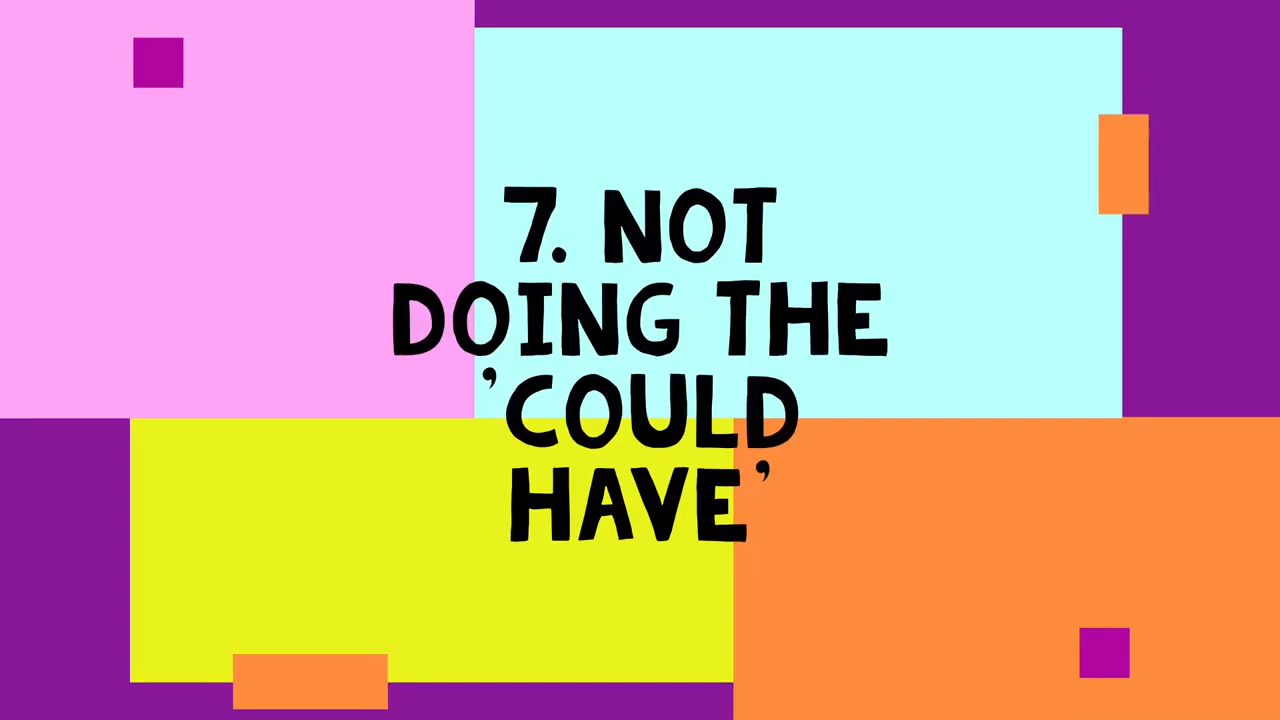 7. NOT
DOING THE
’COULD
HAVE’